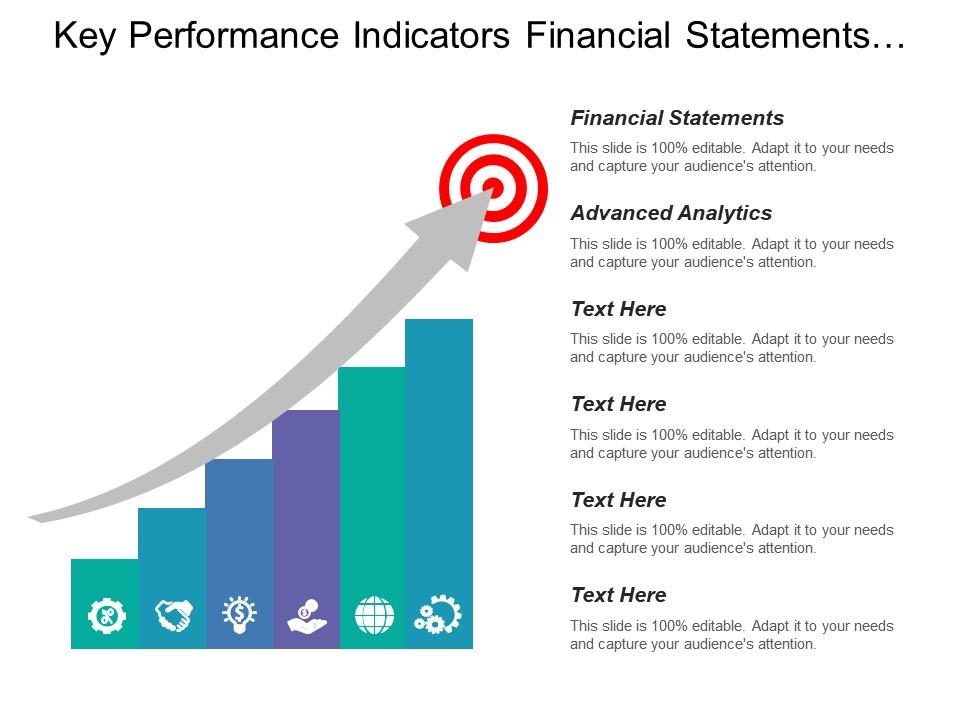 Key Performance Indicators Financial Statements…
Financial Statements
This slide is 100% editable. Adapt it to your needs
and capture your audience's attention.
Advanced Analytics
This slide is 100% editable. Adapt it to your needs
and capture your audience's attention.
Text Here
This slide is 100% editable. Adapt it to your needs
and capture your audience's attention.
Text Here
This slide is 100% editable. Adapt it to your needs
and capture your audience's attention.
Text Here
This slide is 100% editable. Adapt it to your needs
and capture your audience's attention.
Text Here
This slide is 100% editable. Adapt it to your needs
and capture your audience's attention.